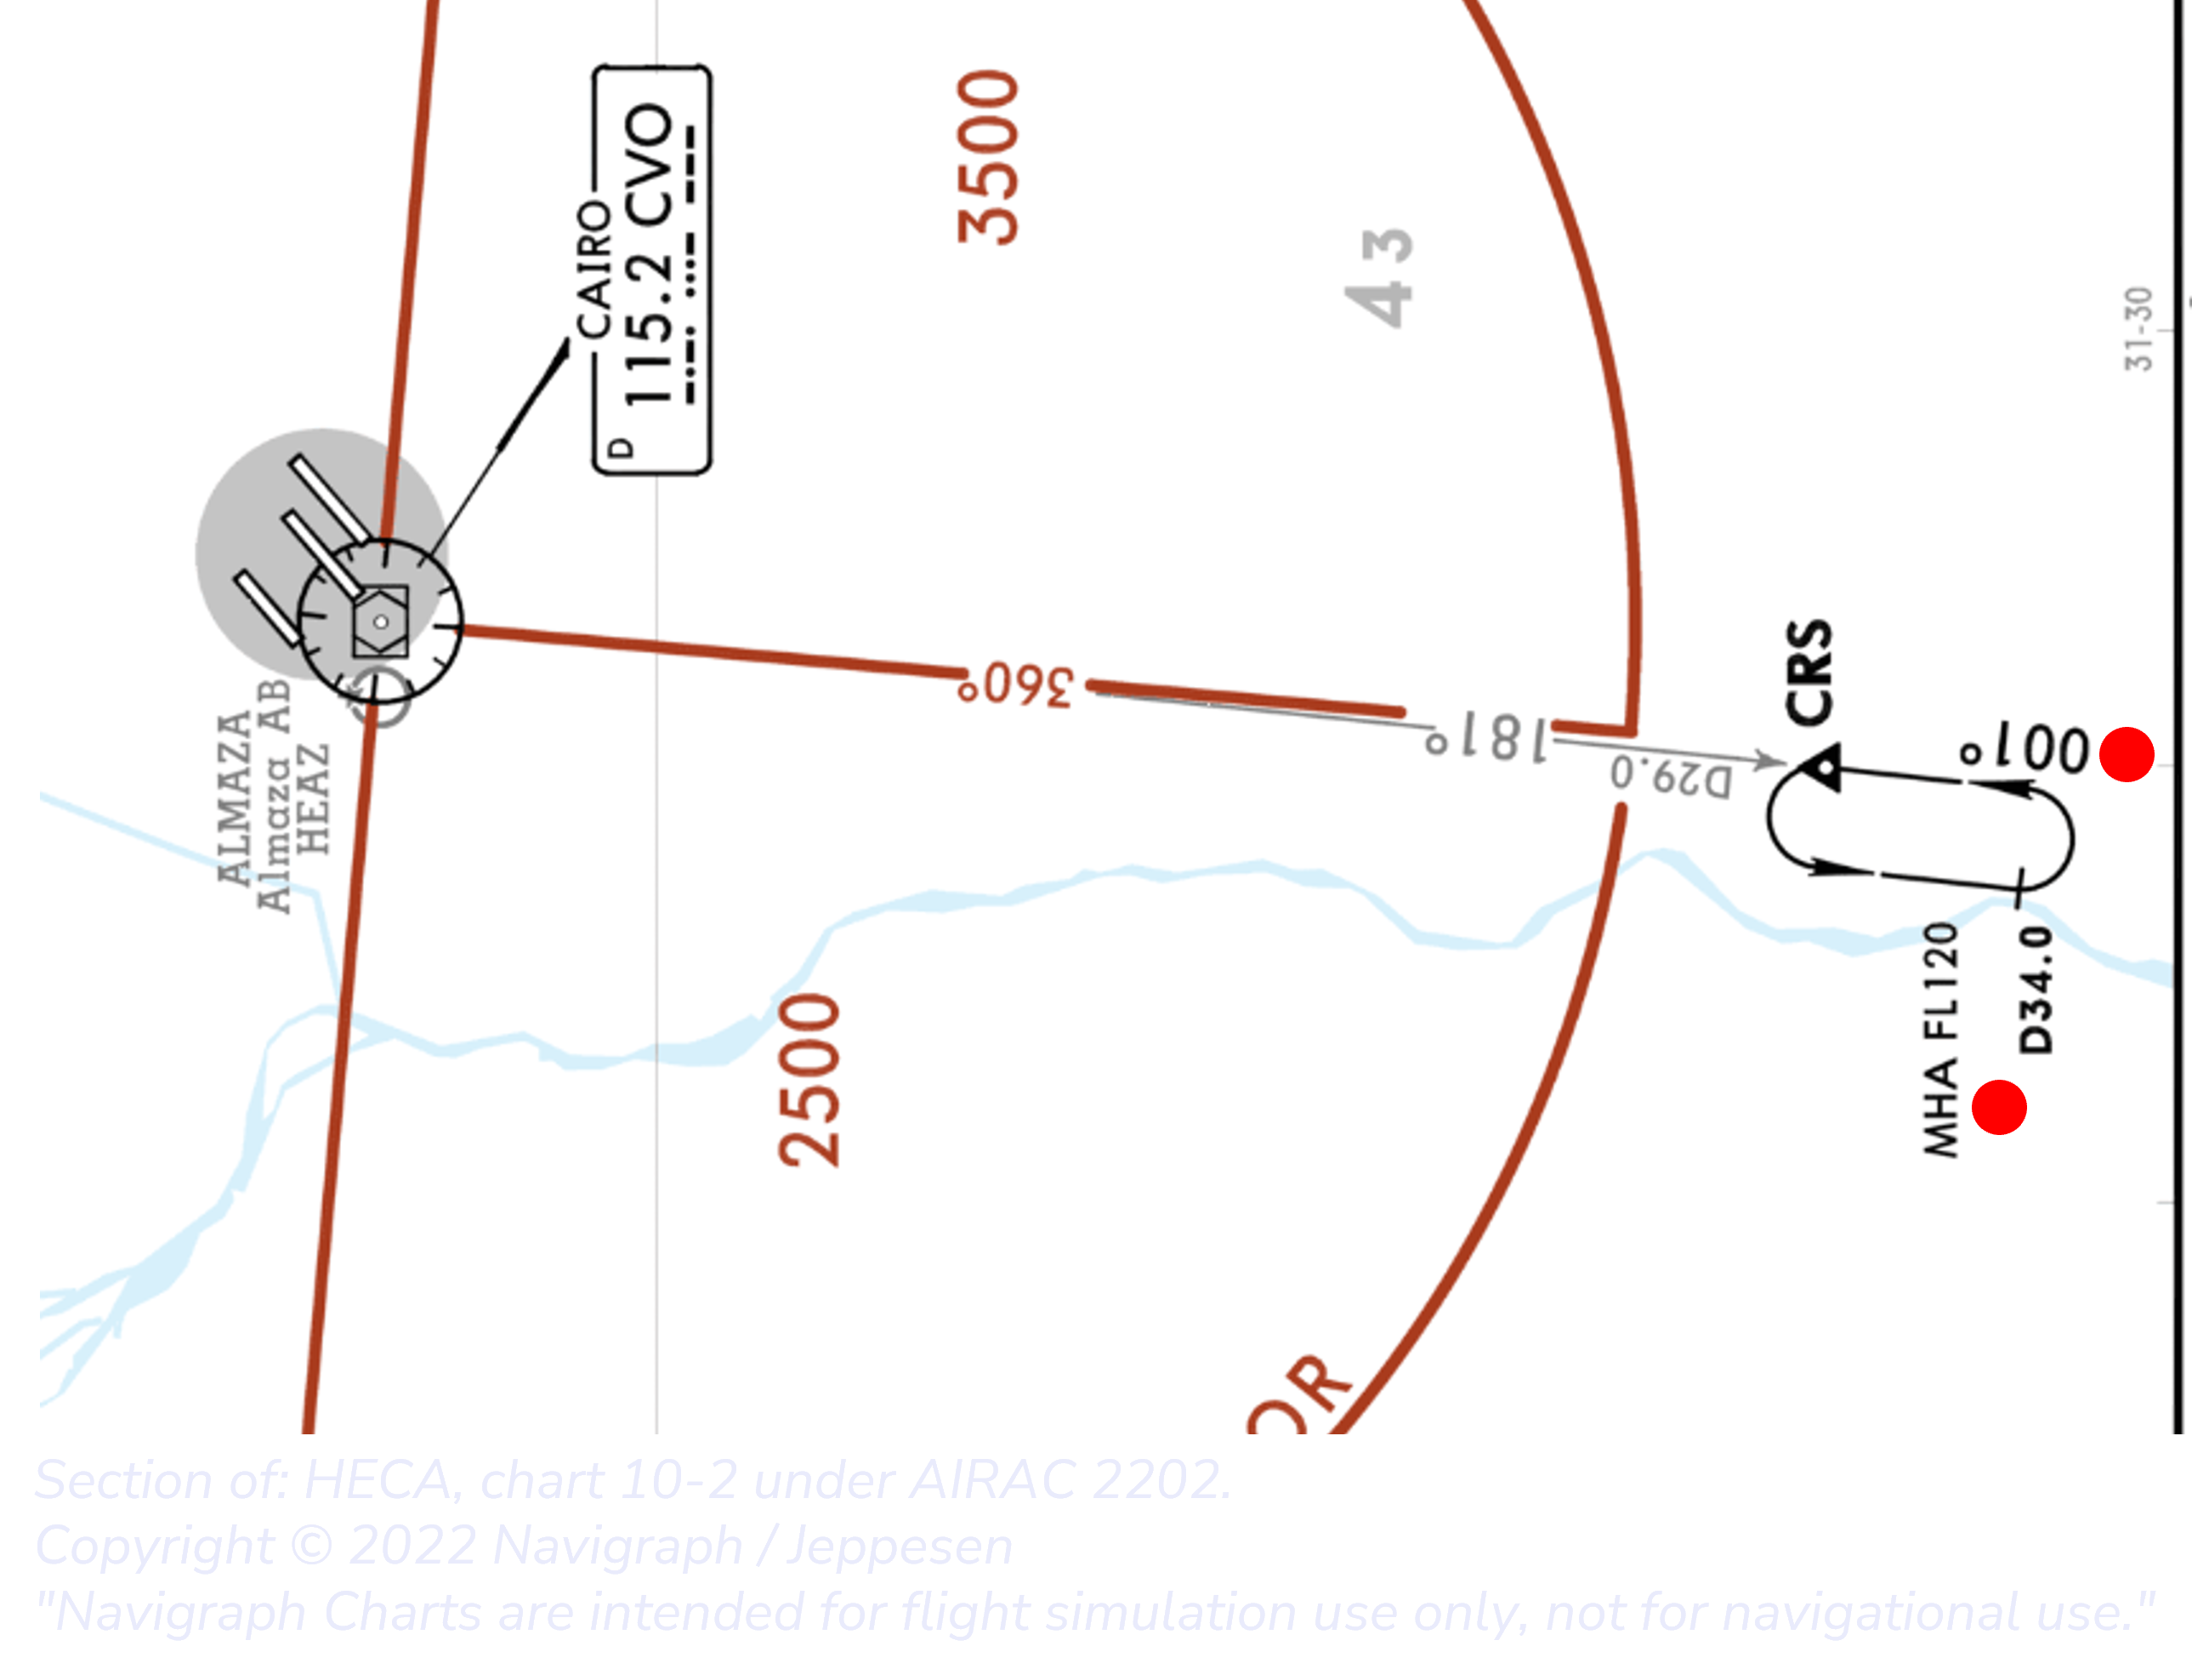 CAIRO
D 115.2 CVO
3500
43
31-30
360°
181°
D29.0
CRS
001°
ALMAZA
Almaza AB
HEAZ
2500
MHA FL120
D34.0
OR
Section of: HECA, chart 10-2 under AIRAC 2202.
Copyright © 2022 Navigraph / Jeppesen
"Navigraph Charts are intended for flight simulation use only, not for navigational use."